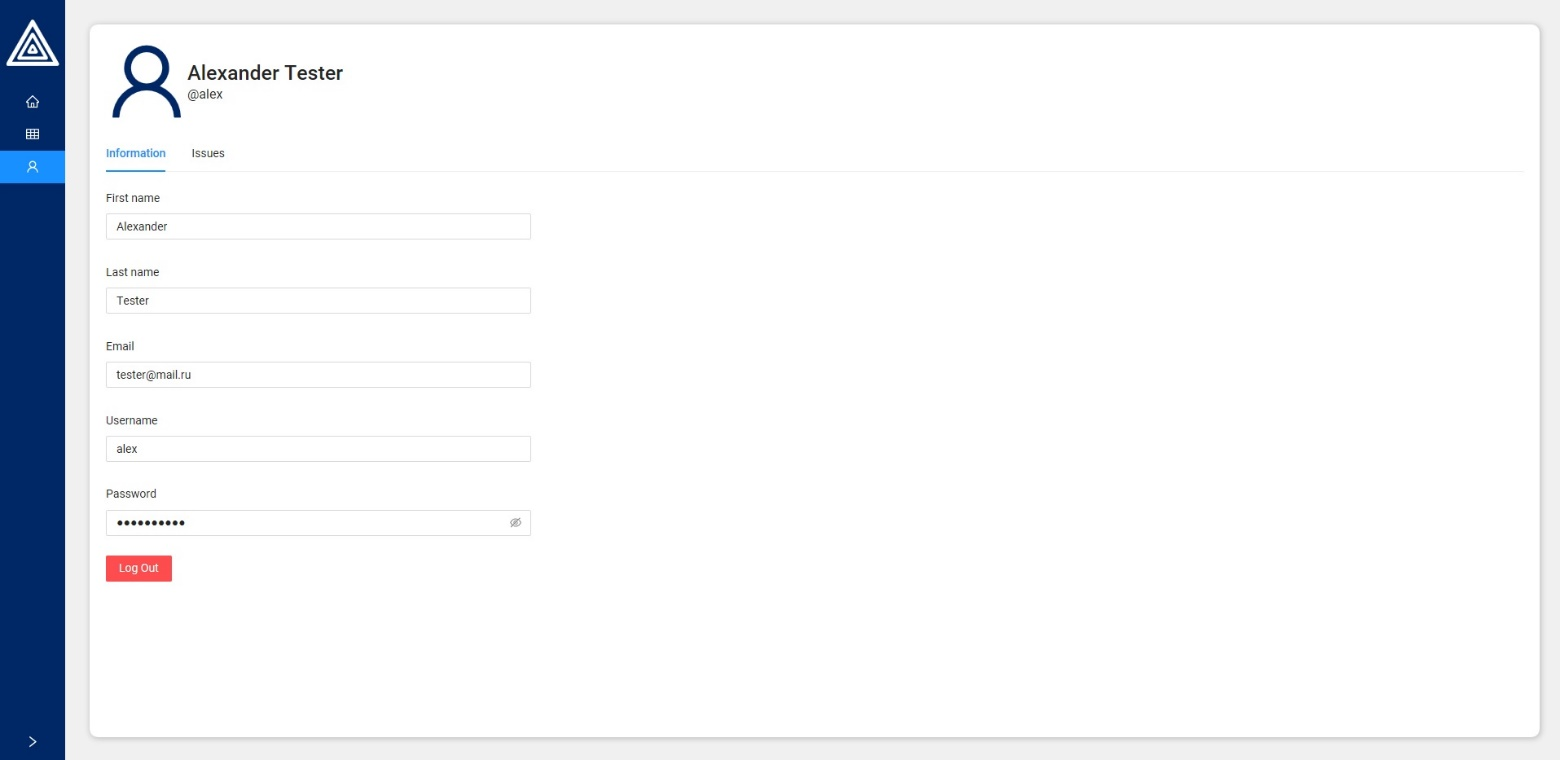 Alexander Tester
@alex
Information Issues
First name
Alexander
Last name
Tester
Email
tester@mail.ru
Username
alex
Password
••••••••••
Log Out